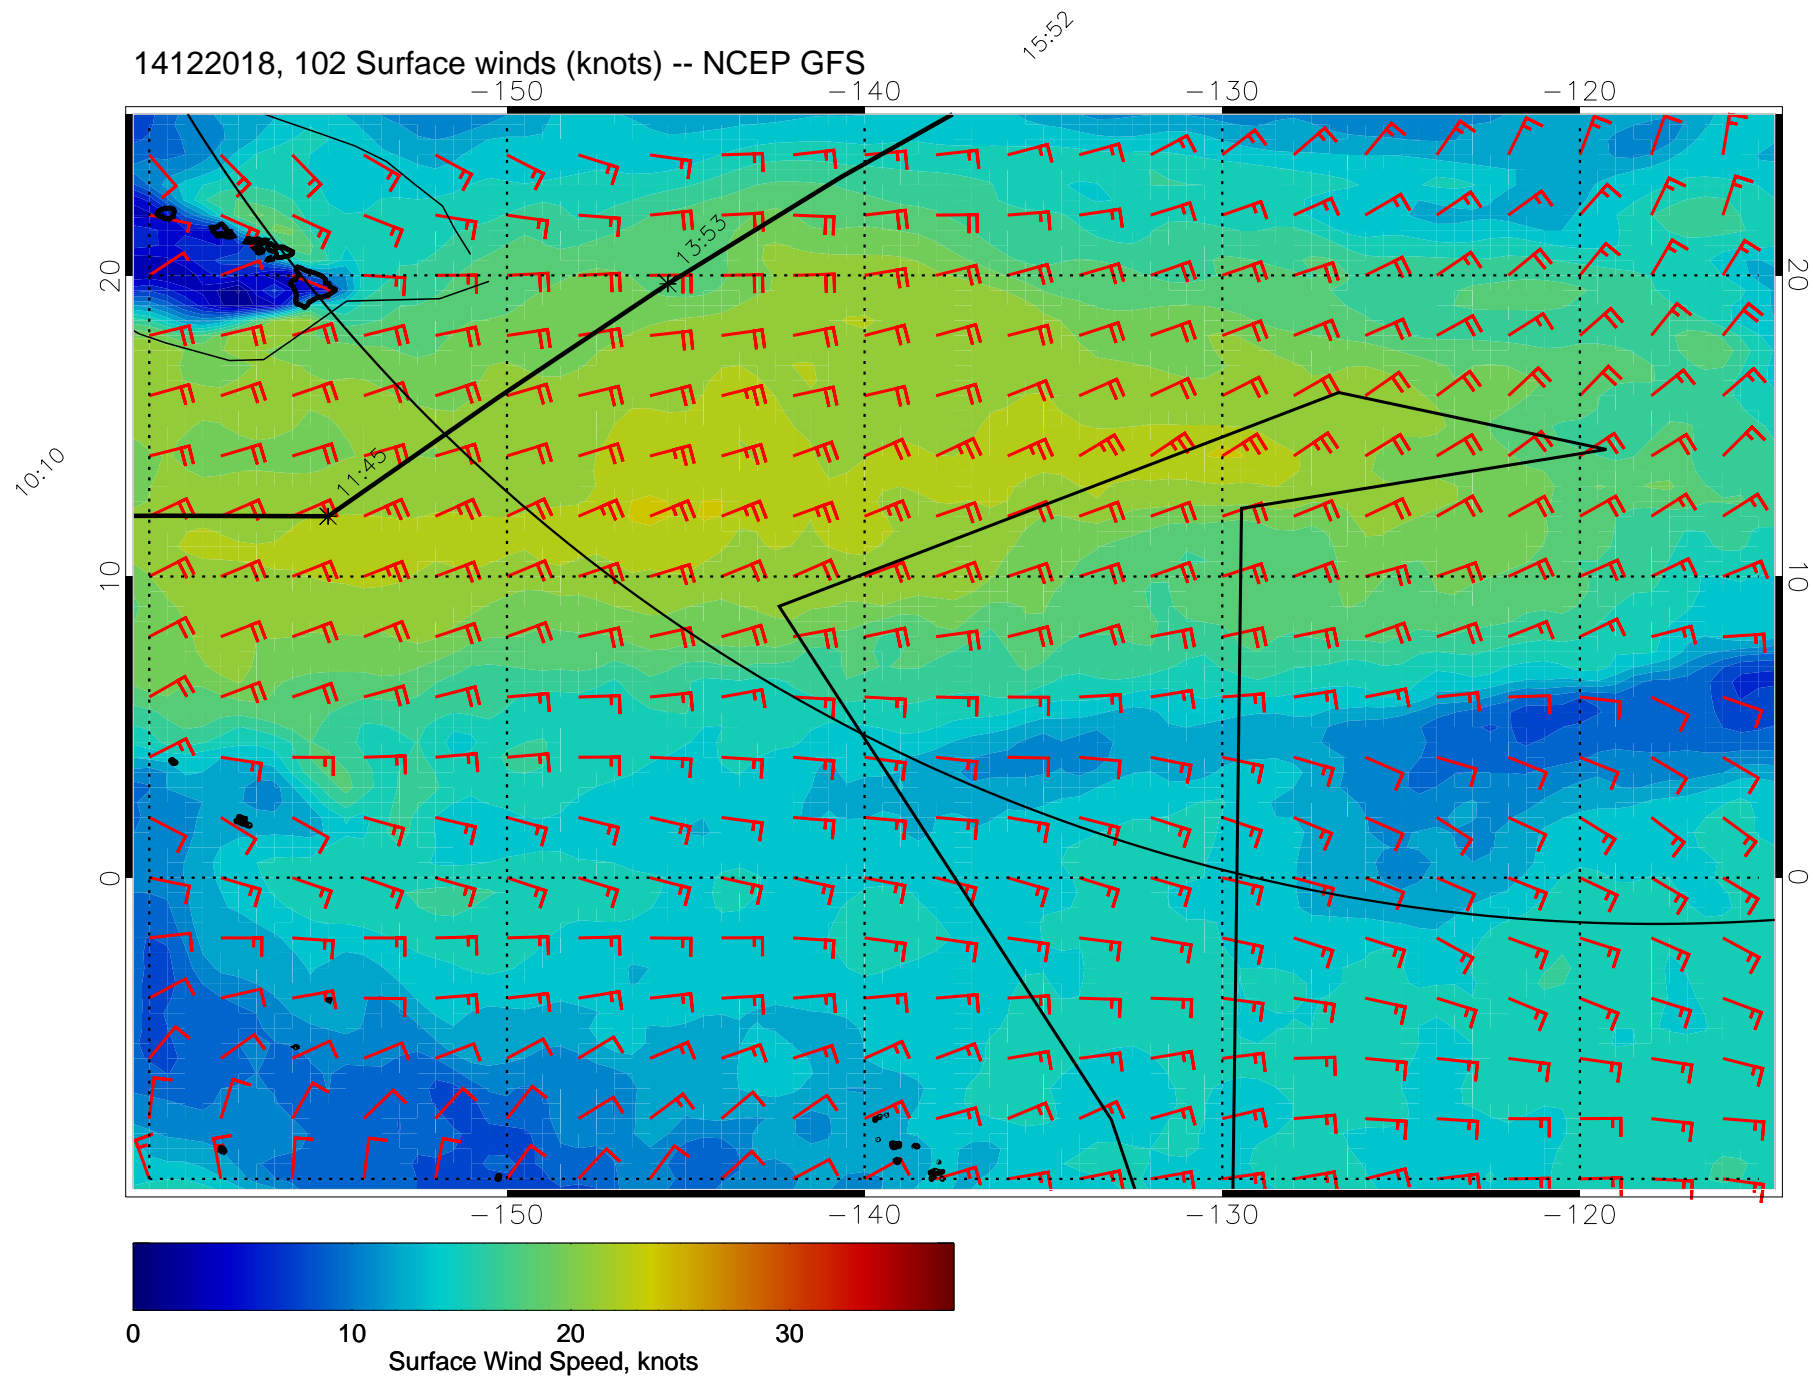 15:52
14122018, 102 Surface winds (knots) -- NCEP GFS
-150 -140 -130 -120
13:53
20 20
11:45
10:10
10 10
0 0
-150 -140 -130 -120
0 10 20 30
Surface Wind Speed, knots